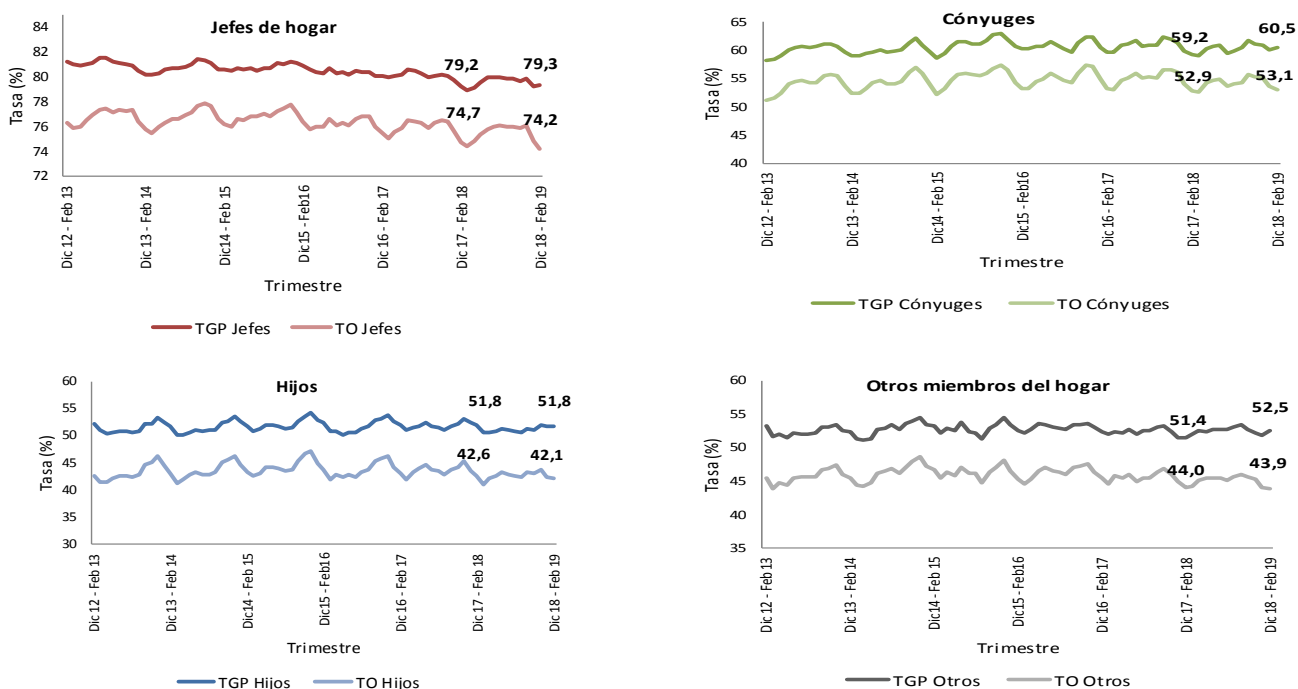 Jefes de hogar
Tasa (%)
84
82
80
78
76
74
72
79,2
79,3
74,7
74,2
Dic 12 - Feb 13
Dic 13 - Feb 14
Dic14 - Feb 15
Dic15 - Feb16
Dic 16 - Feb 17
Dic 17 - Feb 18
Dic 18 - Feb 19
Trimestre
TGP Jefes
TO Jefes
Cónyuges
Tasa (%)
65
60
55
50
45
40
59,2
60,5
52,9
53,1
Dic 12 - Feb 13
Dic 13 - Feb 14
Dic14 - Feb 15
Dic15 - Feb 16
Dic 16 - Feb 17
Dic 17 - Feb 18
Dic 18 - Feb 19
Trimestre
TGP Cónyuges
TO Cónyuges
Hijos
Tasa (%)
60
55
50
45
40
35
30
51,8
51,8
42,6
42,1
Dic 12 - Feb 13
Dic 13 - Feb 14
Dic14 - Feb 15
Dic15 - Feb16
Dic 16 - Feb 17
Dic 17 - Feb 18
Dic 18 - Feb 19
Trimestre
TGP Hijos
TO Hijos
Otros miembros del hogar
Tasa (%)
60
55
50
45
40
35
51,4
52,5
44,0
43,9
Dic 12 - Feb 13
Dic 13 - Feb 14
Dic14 - Feb 15
Dic15 - Feb16
Dic 16 - Feb 17
Dic 17 - Feb 18
Dic 18 - Feb 19
Trimestre
TGP Otros
TO Otros